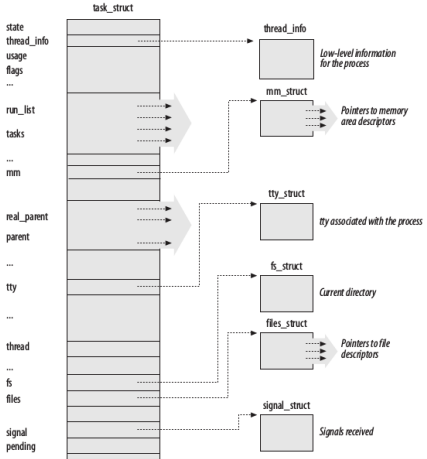 task_struct
state
thread_info
usage
flags
...
run_list
tasks
...
mm
real_parent
parent
...
tty
...
thread
...
fs
files
signal
pending
thread_info
Low-level information
for the process
mm_struct
Pointers to memory
area descriptors
tty_struct
tty associated with the process
fs_struct
Current directory
files_struct
Pointers to file
descriptors
signal_struct
Signals received